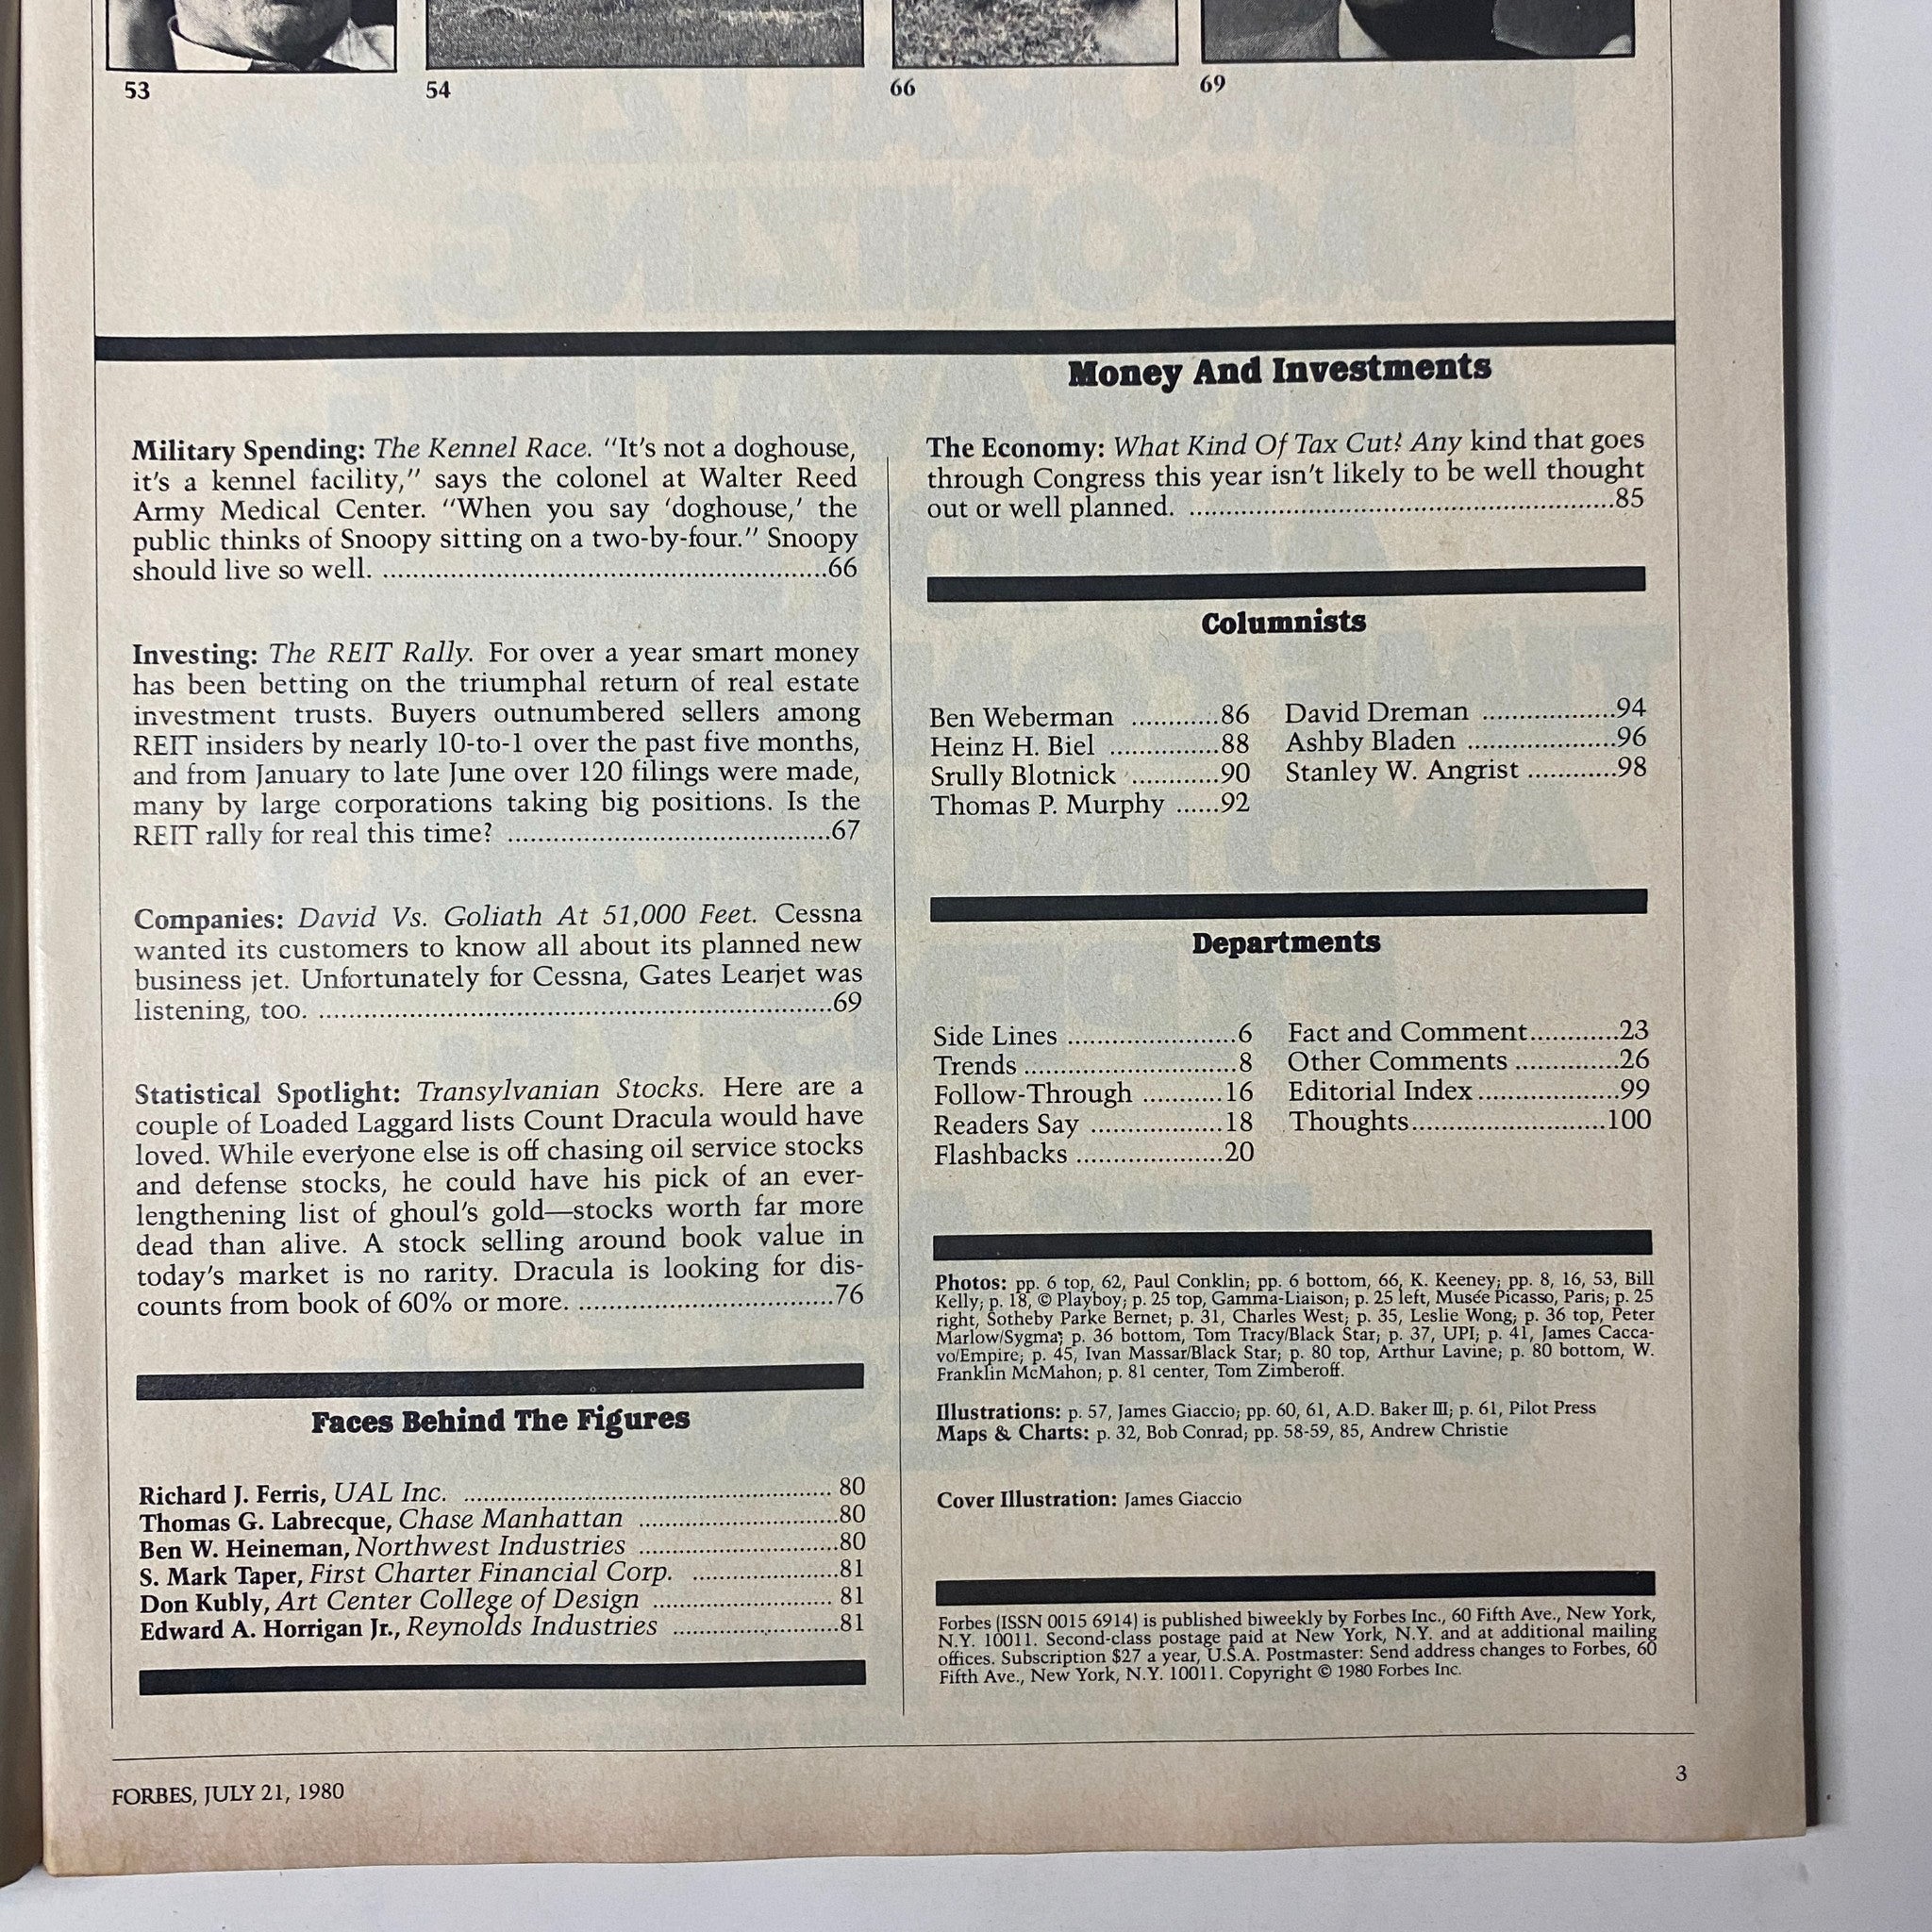 53
54
66
69
Military Spending: The Kennel Race. "It's not a doghouse,
it's a kennel facility," says the colonel at Walter Reed
Army Medical Center. "When you say 'doghouse,' the
public thinks of Snoopy sitting on a two-by-four." Snoopy
should live so well. ..........66
Investing: The REIT Rally. For over a year smart money
has been betting on the triumphal return of real estate
investment trusts. Buyers outnumbered sellers among
REIT insiders by nearly 10-to-1 over the past five months,
and from January to late June over 120 filings were made,
many by large corporations taking big positions. Is the
REIT rally for real this time? ..........67
Companies: David Vs. Goliath At 51,000 Feet. Cessna
wanted its customers to know all about its planned new
business jet. Unfortunately for Cessna, Gates Learjet was
listening, too. ..........69
Statistical Spotlight: Transylvanian Stocks. Here are a
couple of Loaded Laggard lists Count Dracula would have
loved. While everyone else is off chasing oil service stocks
and defense stocks, he could have his pick of an ever-
lengthening list of ghoul's gold—stocks worth far more
dead than alive. A stock selling around book value in
today's market is no rarity. Dracula is looking for dis-
counts from book of 60% or more. ..........76
Faces Behind The Figures
Richard J. Ferris, UAL Inc. .......... 80
Thomas G. Labrecque, Chase Manhattan ..........80
Ben W. Heineman, Northwest Industries ..........80
S. Mark Taper, First Charter Financial Corp. ..........81
Don Kubly, Art Center College of Design .......... 81
Edward A. Horrigan Jr., Reynolds Industries ..........81
Money And Investments
The Economy: What Kind Of Tax Cut? Any kind that goes
through Congress this year isn't likely to be well thought
out or well planned. ..........85
Columnists
Ben Weberman ..........86
Heinz H. Biel ..........88
Srully Blotnick ..........90
Thomas P. Murphy ......92
David Dreman ..........94
Ashby Bladen ..........96
Stanley W. Angrist ..........98
Departments
Side Lines ..........6
Trends ..........8
Follow-Through ..........16
Readers Say ..........18
Flashbacks ..........20
Fact and Comment..........23
Other Comments ..........26
Editorial Index..........99
Thoughts..........100
Photos: pp. 6 top, 62, Paul Conklin; pp. 6 bottom, 66, K. Keeney; pp. 8, 16, 53, Bill
Kelly; p. 18, © Playboy; p. 25 top, Gamma-Liaison; p. 25 left, Musée Picasso, Paris; p. 25
right, Sotheby Parke Bernet; p. 31, Charles West; p. 35, Leslie Wong; p. 36 top, Peter
Marlow/Sygma; p. 36 bottom, Tom Tracy/Black Star; p. 37, UPI; p. 41, James Cacca-
vo/Empire; p. 45, Ivan Massar/Black Star; p. 80 top, Arthur Lavine; p. 80 bottom, W.
Franklin McMahon; p. 81 center, Tom Zimberoff.
Illustrations: p. 57, James Giaccio; pp. 60, 61, A.D. Baker III; p. 61, Pilot Press
Maps & Charts: p. 32, Bob Conrad; pp. 58-59, 85, Andrew Christie
Cover Illustration: James Giaccio
Forbes (ISSN 0015 6914) is published biweekly by Forbes Inc., 60 Fifth Ave., New York,
N.Y. 10011. Second-class postage paid at New York, N.Y. and at additional mailing
offices. Subscription $27 a year, U.S.A. Postmaster: Send address changes to Forbes, 60
Fifth Ave., New York, N.Y. 10011. Copyright © 1980 Forbes Inc.
FORBES, JULY 21, 1980
3